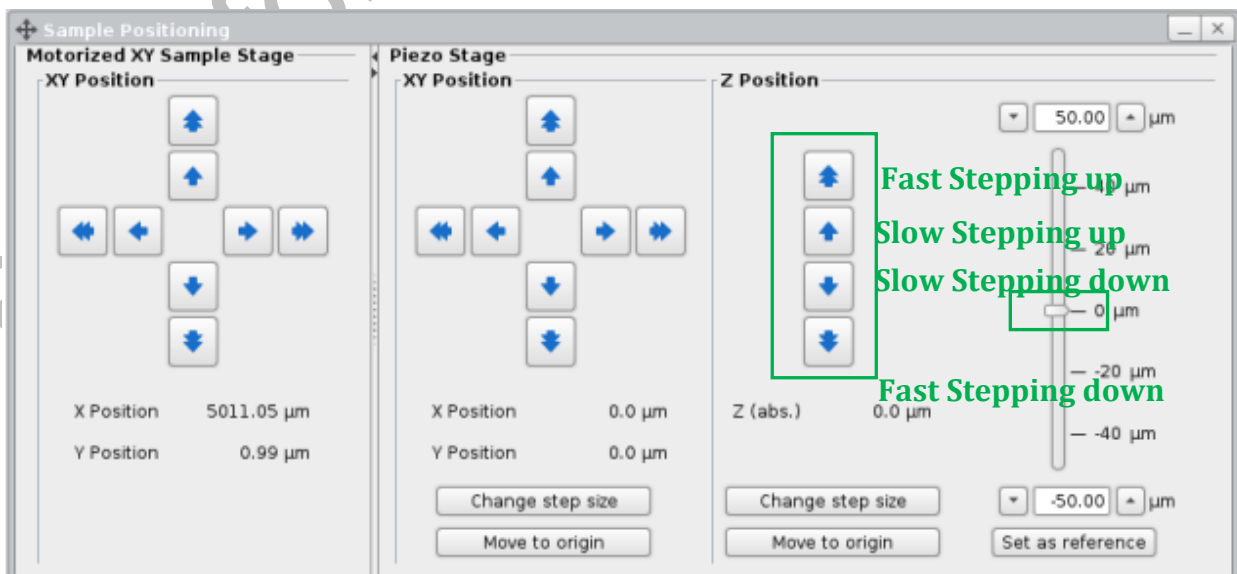 Sample Positioning
Motorized XY Sample Stage
XY Position
X Position 5011.05 µm
Y Position 0.99 µm
Piezo Stage
XY Position
X Position 0.0 µm
Y Position 0.0 µm
Change step size
Move to origin
Z Position
Fast Stepping up
Slow Stepping up
Slow Stepping down
Fast Stepping down
Z (abs.) 0.0 µm
Change step size
Move to origin
50.00 µm
40 µm
20 µm
0 µm
-20 µm
-40 µm
-50.00 µm
Set as reference